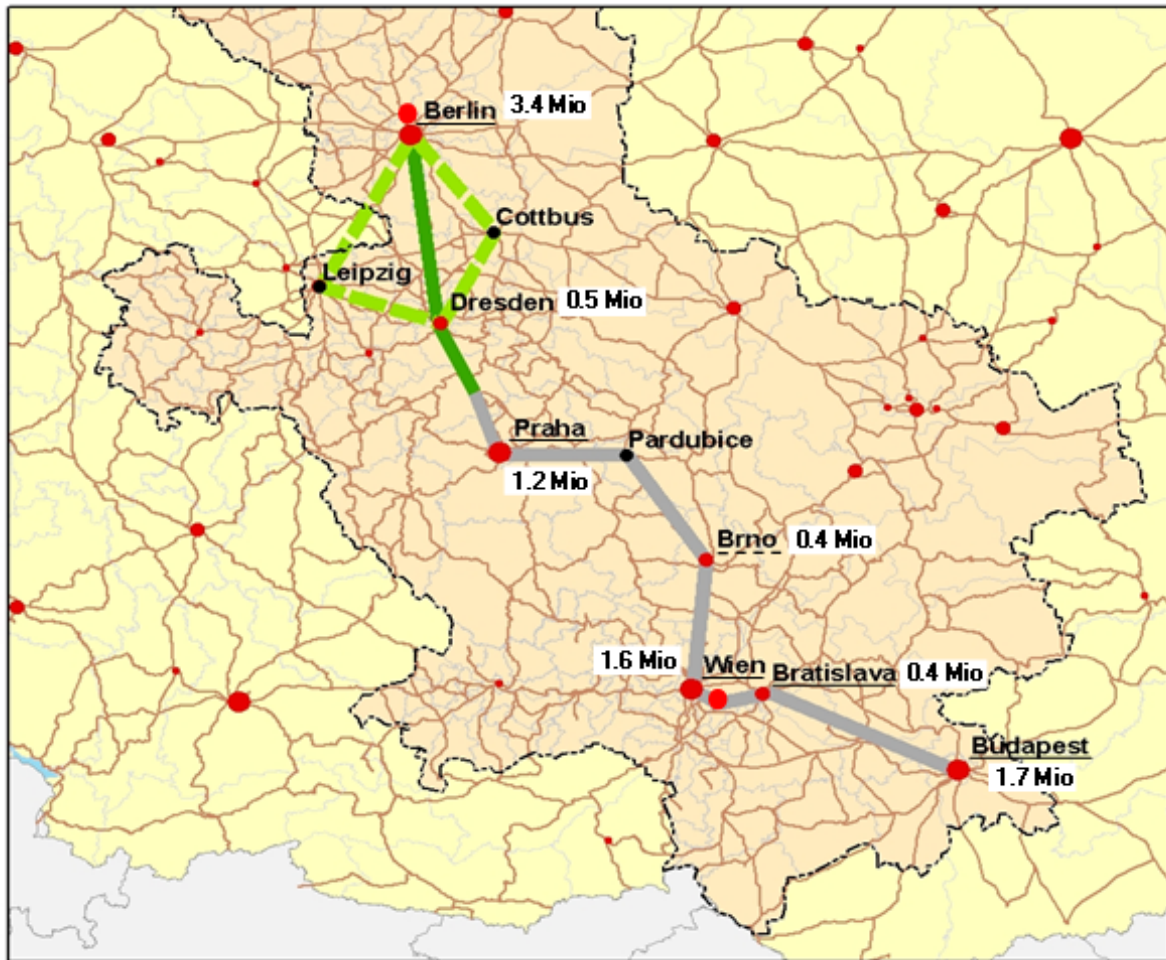 Berlin 3.4 Mio
Cottbus
Leipzig
Dresden 0.5 Mio
Praha
1.2 Mio
Pardubice
Brno 0.4 Mio
1.6 Mio Wien
Bratislava 0.4 Mio
Budapest
1.7 Mio